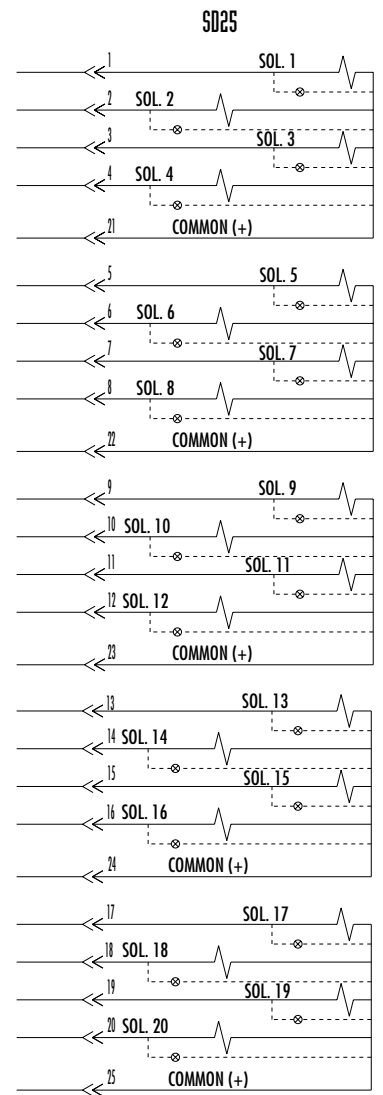 SD25
1 SOL. 1
2 SOL. 2
3 SOL. 3
4 SOL. 4
21 COMMON (+)
5 SOL. 5
6 SOL. 6
7 SOL. 7
8 SOL. 8
22 COMMON (+)
9 SOL. 9
10 SOL. 10
11 SOL. 11
12 SOL. 12
23 COMMON (+)
13 SOL. 13
14 SOL. 14
15 SOL. 15
16 SOL. 16
24 COMMON (+)
17 SOL. 17
18 SOL. 18
19 SOL. 19
20 SOL. 20
25 COMMON (+)